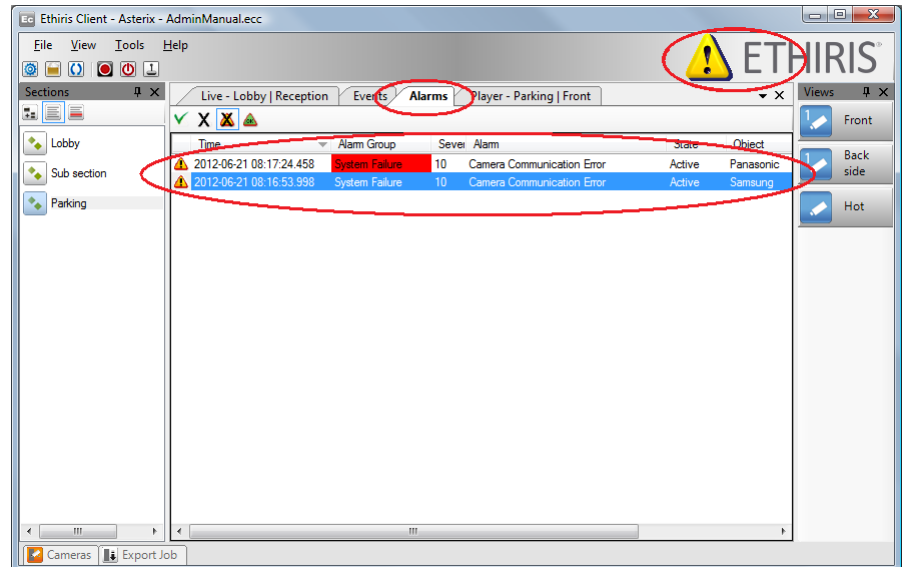 Ec Ethiris Client - Asterix - AdminManual.ecc
File View Tools Help
ETHIRIS
Sections
Live - Lobby | Reception Events Alarms Player - Parking | Front
Views
Lobby
Sub section
Parking
Time Alarm Group Sever Alarm State Object
2012-06-21 08:17:24.458 System Failure 10 Camera Communication Error Active Panasonic
2012-06-21 08:16:53.998 System Failure 10 Camera Communication Error Active Samsung
1 Front
1 Back
side
Hot
Cameras Export Job